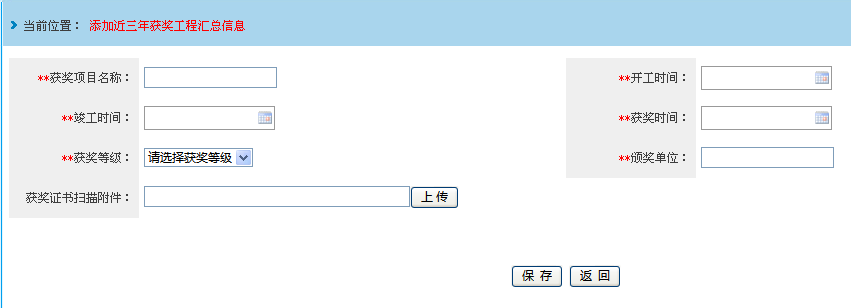 当前位置： 添加近三年获奖工程汇总信息
**获奖项目名称： **开工时间：
**竣工时间： **获奖时间：
**获奖等级： 请选择获奖等级 **颁奖单位：
获奖证书扫描附件： 上传
保存 返回